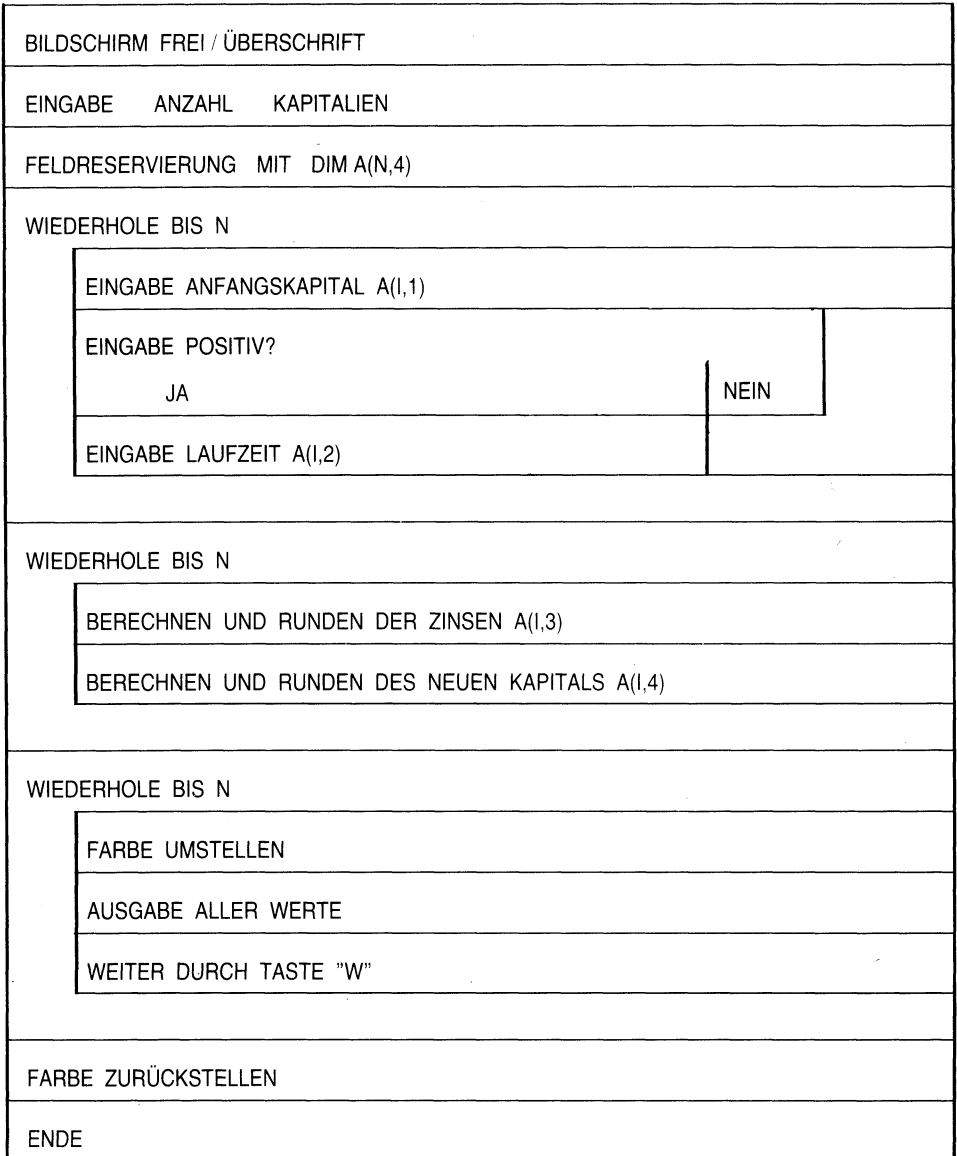 BILDSCHIRM FREI / ÜBERSCHRIFT
EINGABE ANZAHL KAPITALIEN
FELDRESERVIERUNG MIT DIM A(N,4)
WIEDERHOLE BIS N
EINGABE ANFANGSKAPITAL A(I,1)
EINGABE POSITIV?
JA NEIN
EINGABE LAUFZEIT A(I,2)
WIEDERHOLE BIS N
BERECHNEN UND RUNDEN DER ZINSEN A(I,3)
BERECHNEN UND RUNDEN DES NEUEN KAPITALS A(I,4)
WIEDERHOLE BIS N
FARBE UMSTELLEN
AUSGABE ALLER WERTE
WEITER DURCH TASTE "W"
FARBE ZURÜCKSTELLEN
ENDE